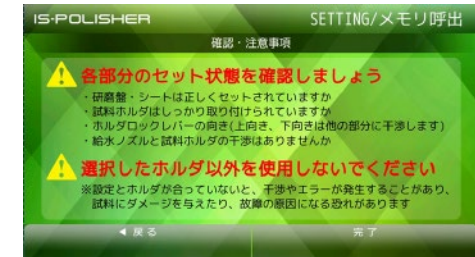 IS-POLISHER
SETTING/メモリ呼出
確認・注意事項
各部分のセット状態を確認しましょう
・研磨盤・シートは正しくセットされていますか
・試料ホルダはしっかり取り付けられていますか
・ホルダロックレバーの向き(上向き、下向きは他の部分に干渉します)
・給水ノズルと試料ホルダの干渉はありませんか
選択したホルダ以外を使用しないでください
※設定とホルダが合っていないと、干渉やエラーが発生することがあり、
試料にダメージを与えたり、故障の原因になる恐れがあります
◀ 戻る
完了